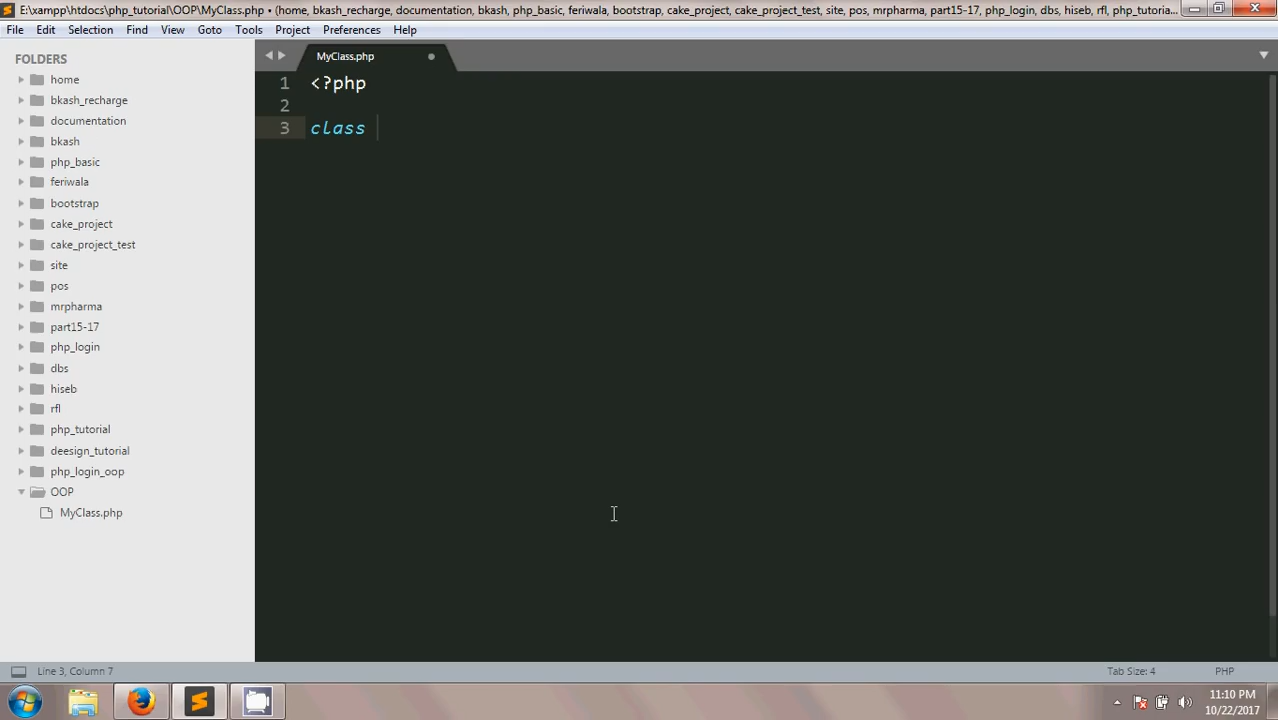 E:\xampp\htdocs\php_tutorial\OOP\MyClass.php • (home, bkash_recharge, documentation, bkash, php_basic, feriwala, bootstrap, cake_project, cake_project_test, site, pos, mrpharma, part15-17, php_login, dbs, hiseb, rfl, php_tutoria...
File Edit Selection Find View Goto Tools Project Preferences Help
FOLDERS
home
bkash_recharge
documentation
bkash
php_basic
feriwala
bootstrap
cake_project
cake_project_test
site
pos
mrpharma
part15-17
php_login
dbs
hiseb
rfl
php_tutorial
deesign_tutorial
php_login_oop
OOP
MyClass.php
MyClass.php
1 <?php
2
3 class
Line 3, Column 7 Tab Size: 4 PHP
11:10 PM
10/22/2017